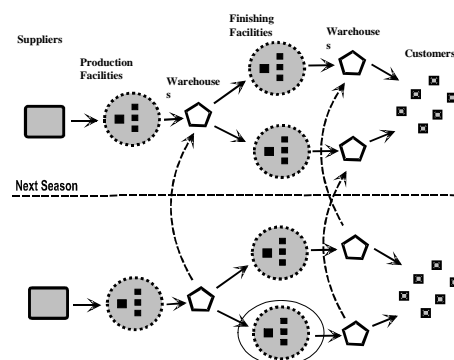 Suppliers
Production
Facilities
Warehouse
s
Finishing
Facilities
Warehouse
s
Customers
Next Season